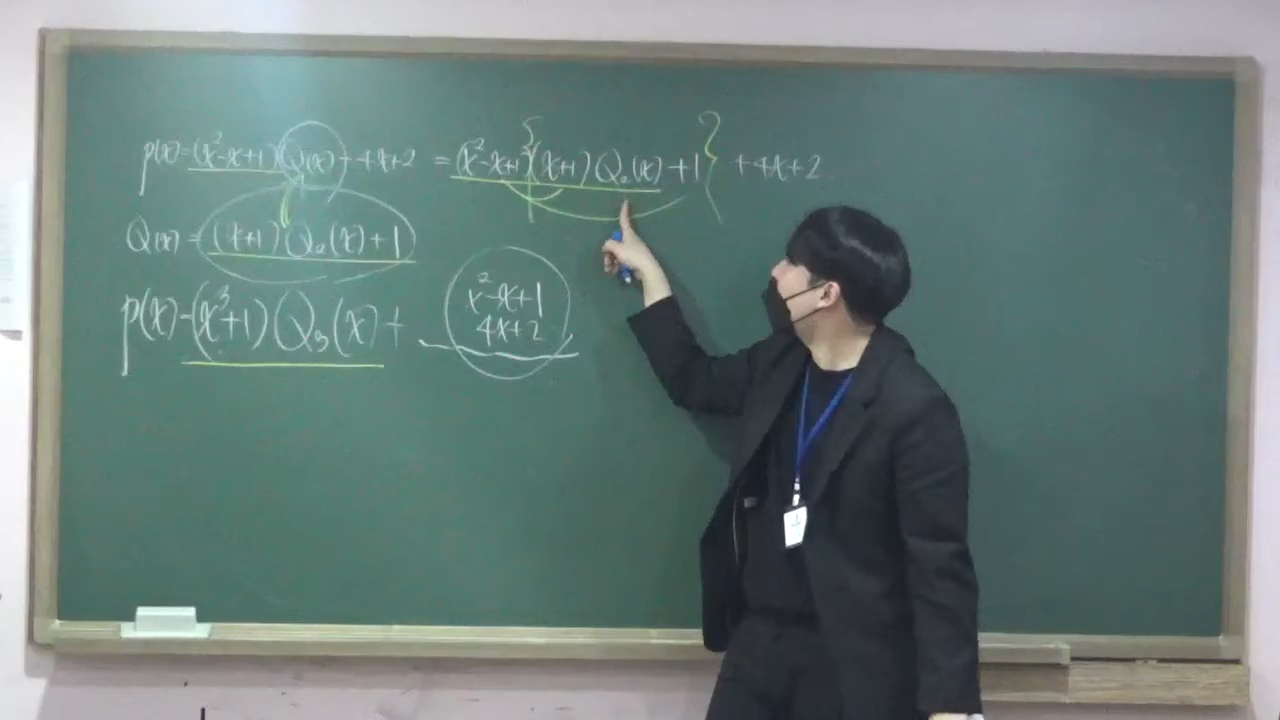 p(x)=(x²-x+1)Q(x)+4x+2 =(x²-x+1){(x+1)Q₂(x)+1}+4x+2
Q(x)=(x+1)Q₂(x)+1
p(x)=(x³+1)Q₃(x)+
x²-x+1
4x+2